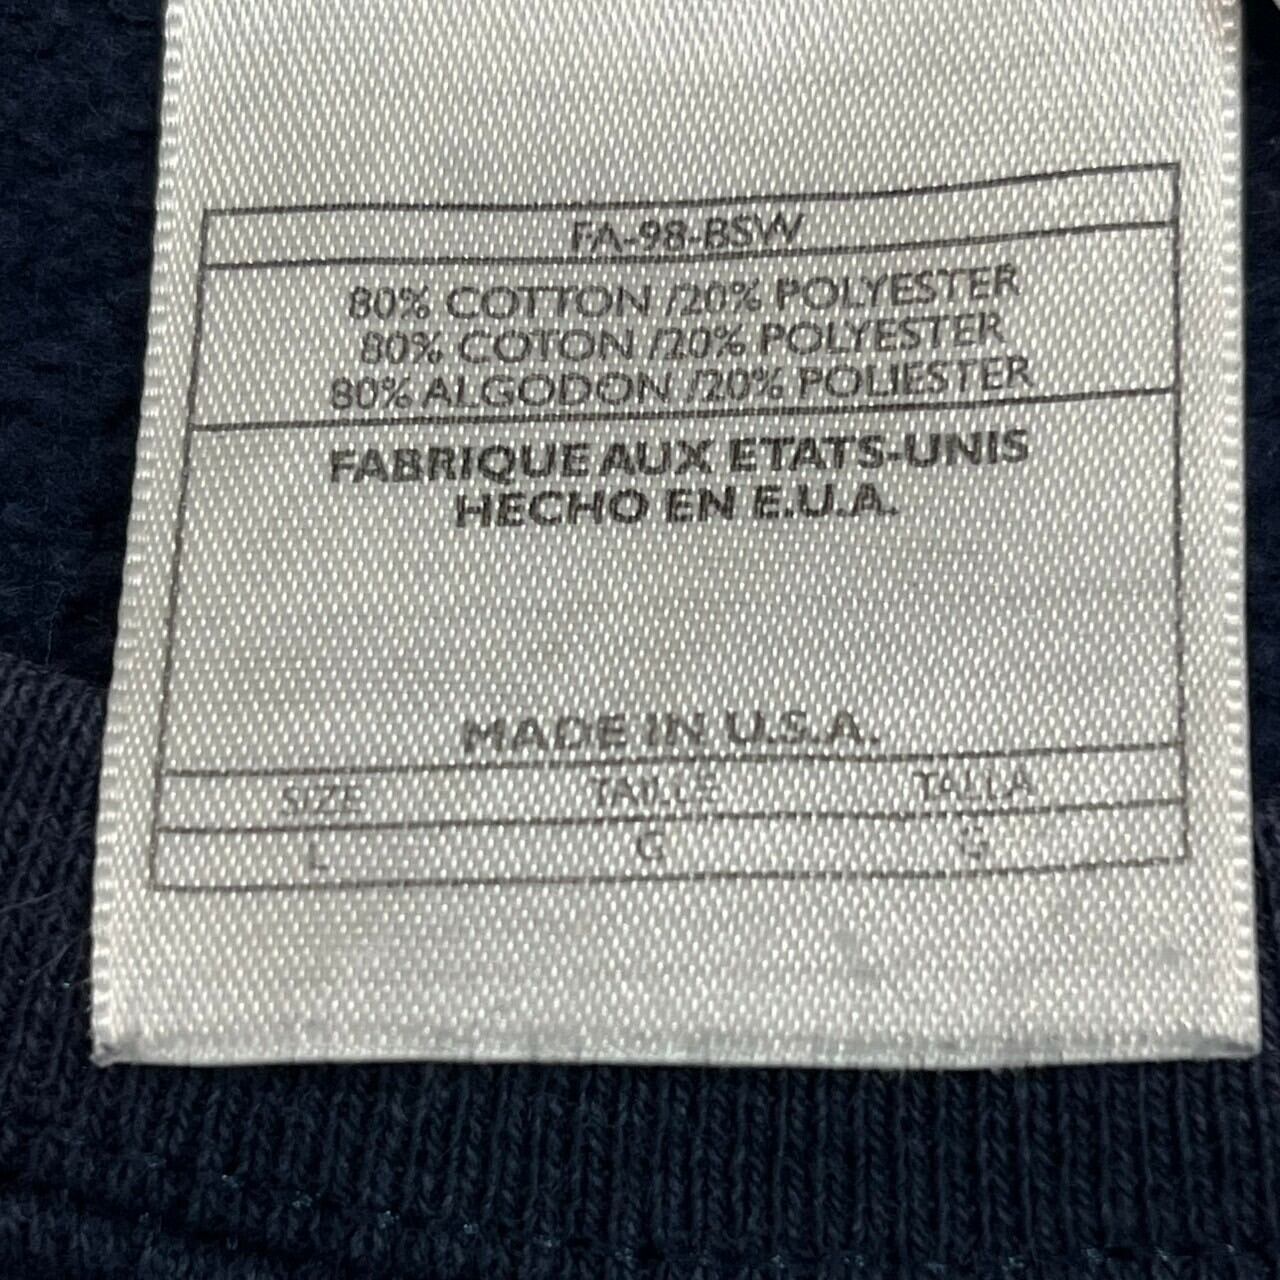 FA-98-BSW
80% COTTON /20% POLYESTER
80% COTON /20% POLYESTER
80% ALGODON /20% POLIESTER
FABRIQUE AUX ETATS-UNIS
HECHO EN E.U.A.
MADE IN U.S.A.
SIZE TAILLE TALLA
L G G